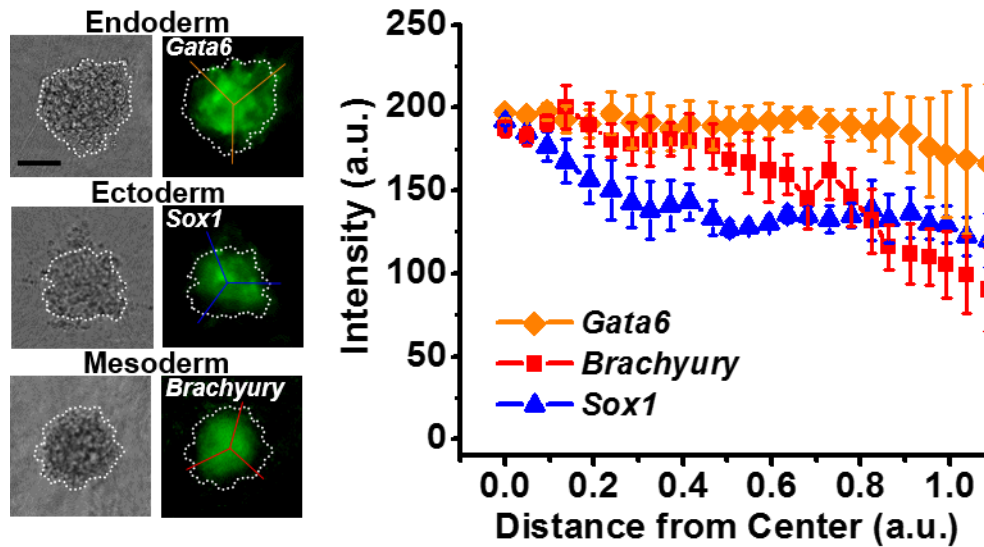 Endoderm
Gata6
Ectoderm
Sox1
Mesoderm
Brachyury
Intensity (a.u.)
250
200
150
100
50
0
Gata6
Brachyury
Sox1
0.0 0.2 0.4 0.6 0.8 1.0
Distance from Center (a.u.)